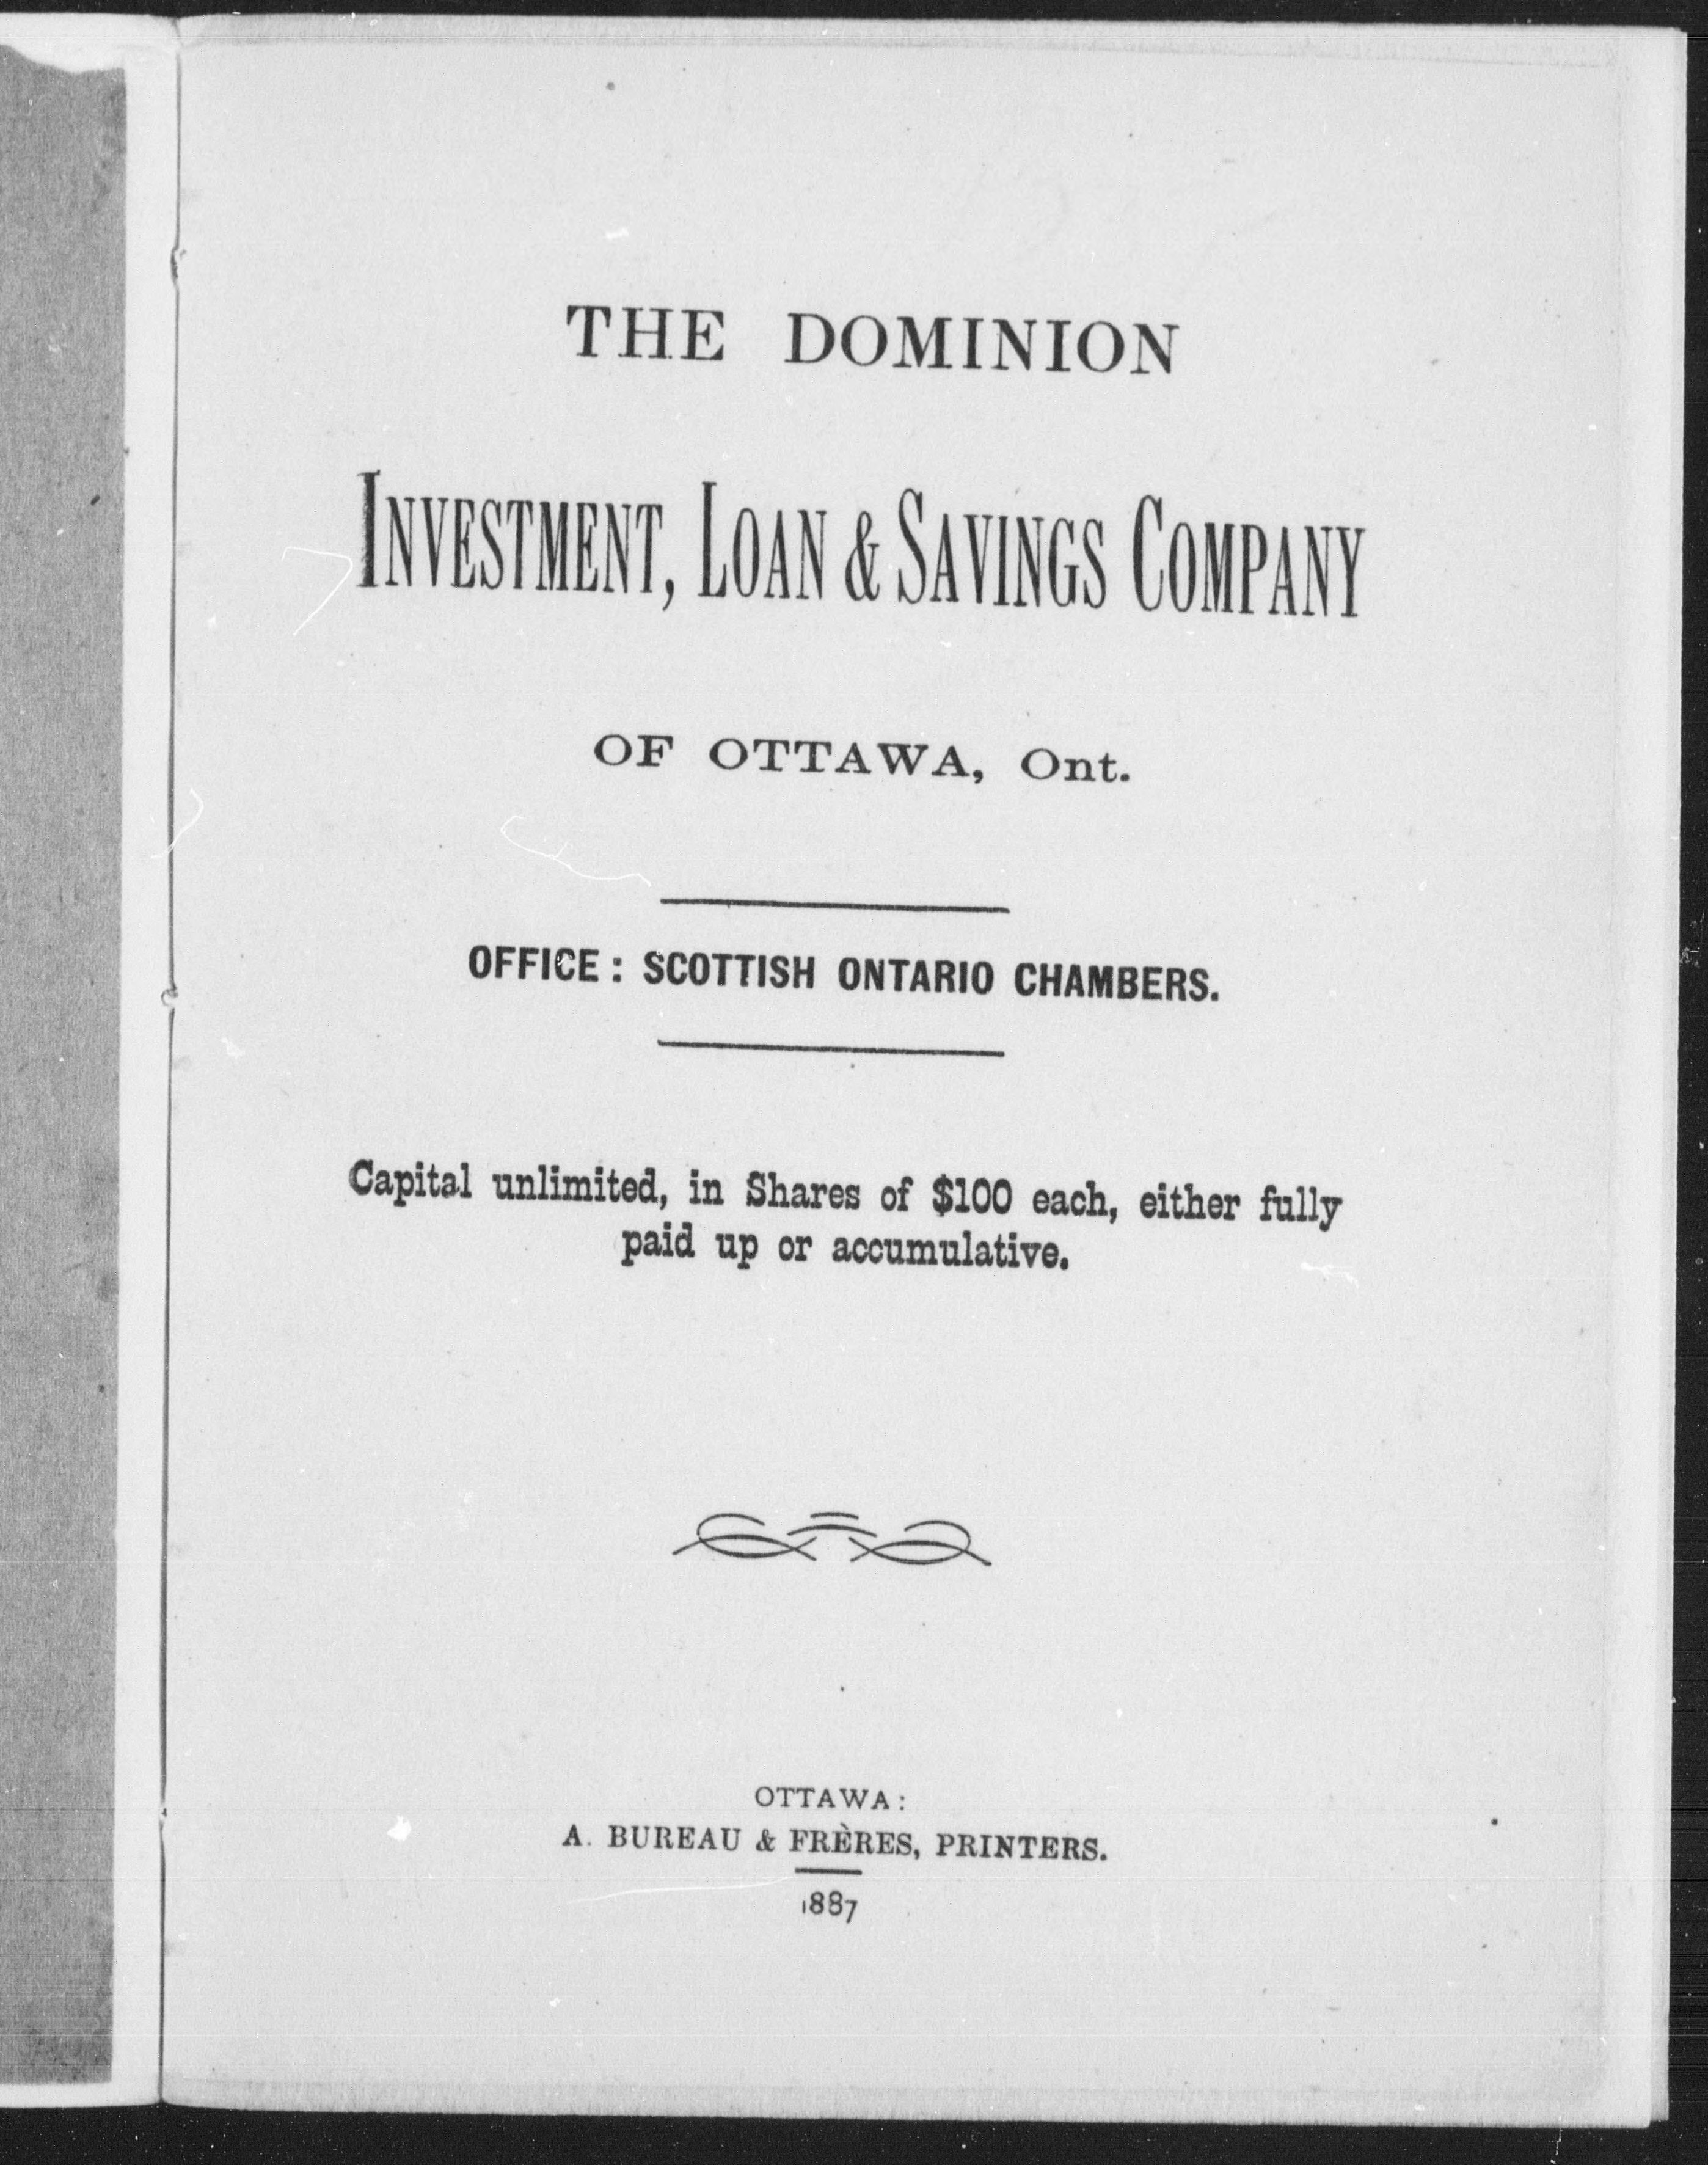 THE DOMINION
INVESTMENT, LOAN & SAVINGS COMPANY
OF OTTAWA, Ont.
OFFICE: SCOTTISH ONTARIO CHAMBERS.
Capital unlimited, in Shares of $100 each, either fully
paid up or accumulative.
OTTAWA:
A. BUREAU & FRÈRES, PRINTERS.
1887